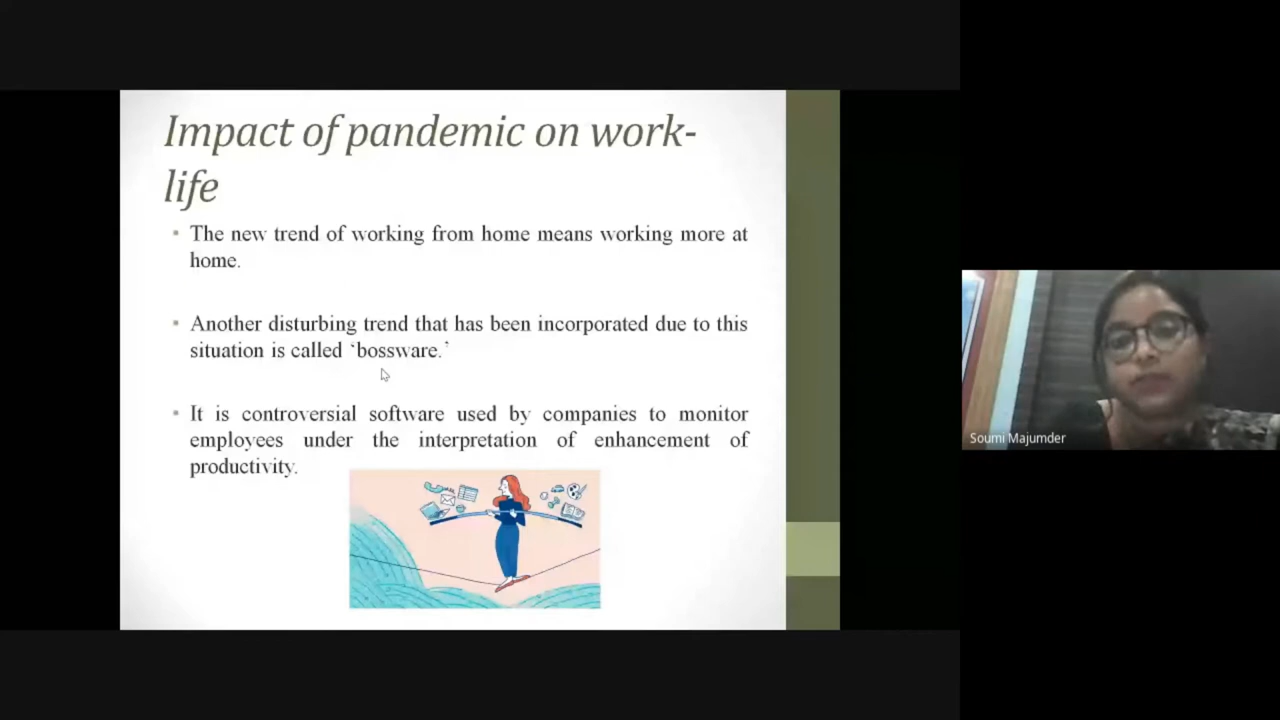 Impact of pandemic on work-
life
The new trend of working from home means working more at
home.
Another disturbing trend that has been incorporated due to this
situation is called ‘bossware.’
It is controversial software used by companies to monitor
employees under the interpretation of enhancement of
productivity.
Soumi Majumder